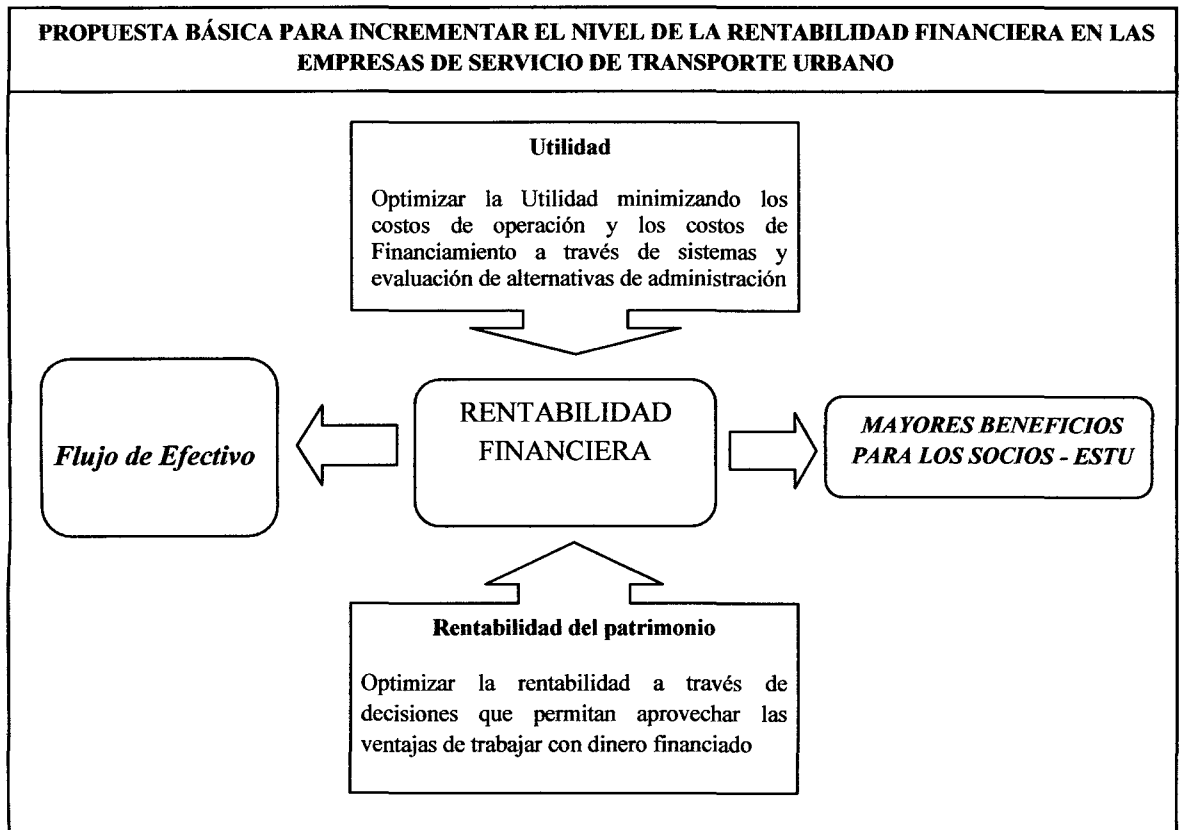 PROPUESTA BÁSICA PARA INCREMENTAR EL NIVEL DE LA RENTABILIDAD FINANCIERA EN LAS
EMPRESAS DE SERVICIO DE TRANSPORTE URBANO
Utilidad
Optimizar la Utilidad minimizando los
costos de operación y los costos de
Financiamiento a través de sistemas y
evaluación de alternativas de administración
Flujo de Efectivo
RENTABILIDAD
FINANCIERA
MAYORES BENEFICIOS
PARA LOS SOCIOS - ESTU
Rentabilidad del patrimonio
Optimizar la rentabilidad a través de
decisiones que permitan aprovechar las
ventajas de trabajar con dinero financiado